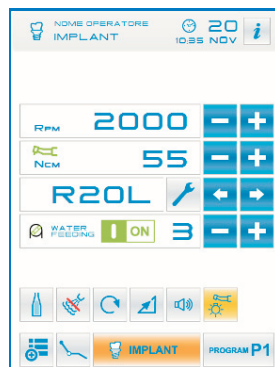 NOME OPERATORE
IMPLANT
20
10:35 NOV
i
RPM 2000
NCM 55
R20L
WATER FEEDING I ON 3
IMPLANT
PROGRAM P1